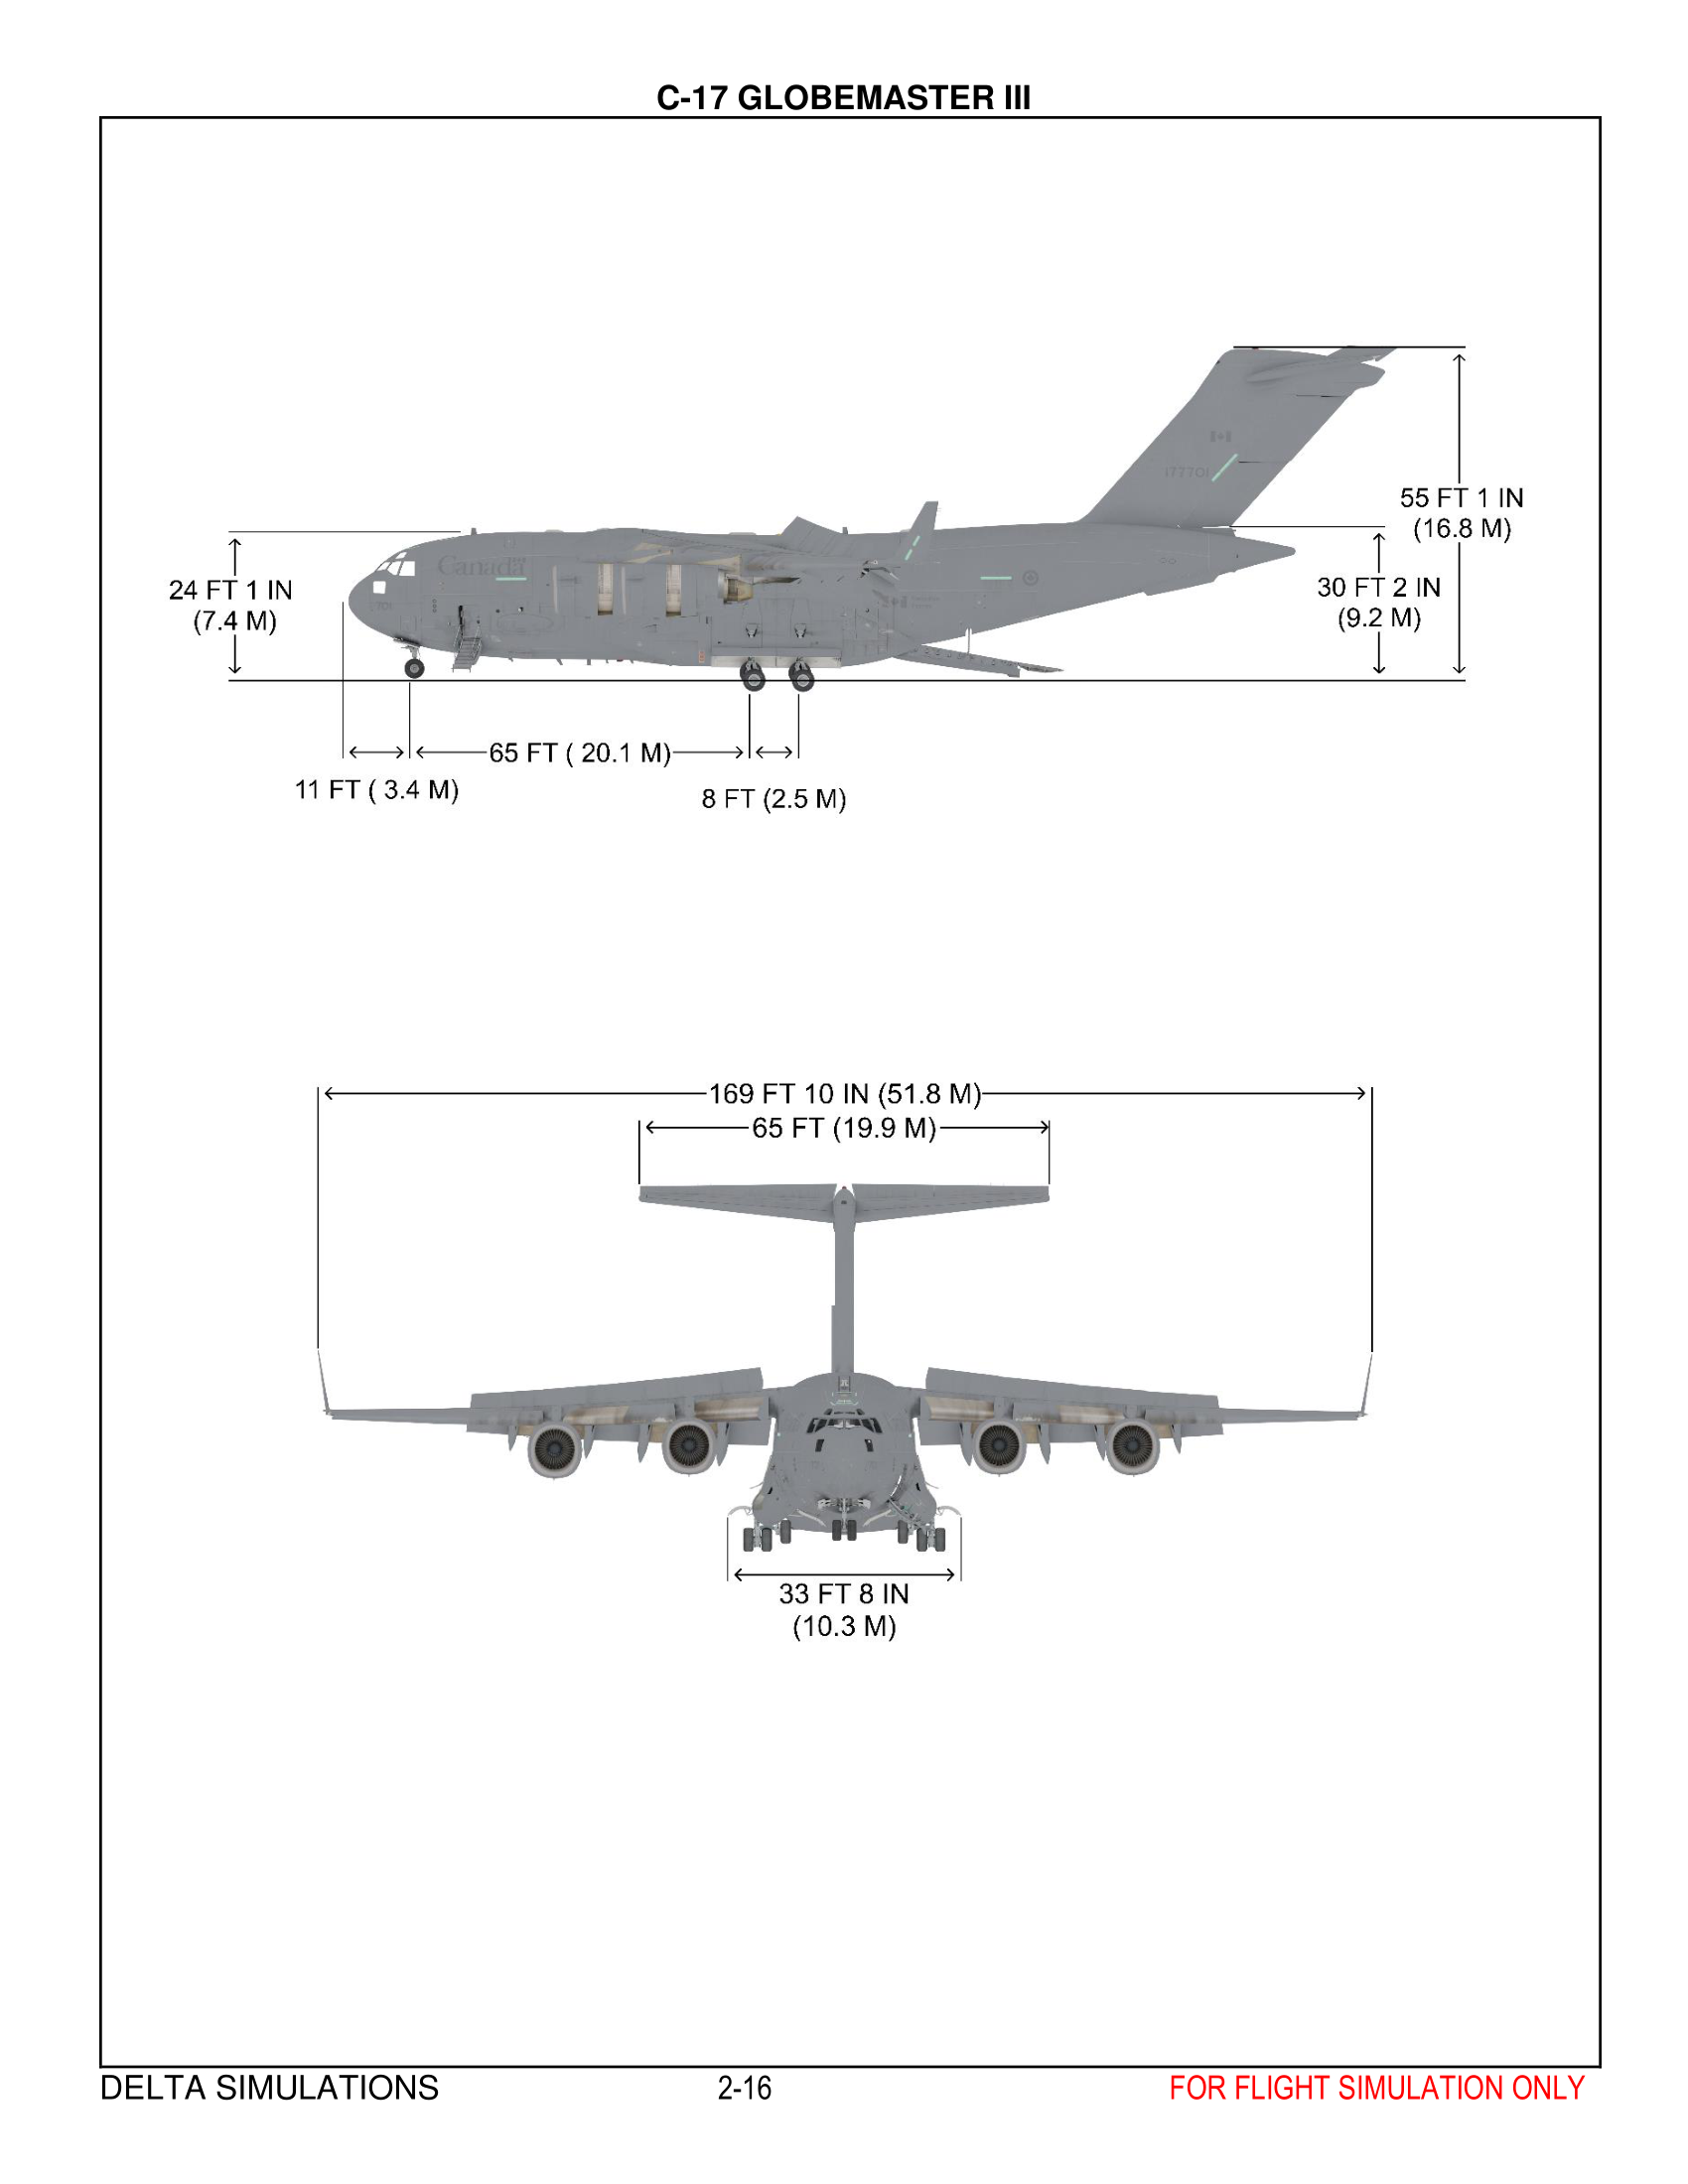 C-17 GLOBEMASTER III
177701
55 FT 1 IN
(16.8 M)
Canada
24 FT 1 IN
(7.4 M)
701
30 FT 2 IN
(9.2 M)
65 FT ( 20.1 M)
11 FT ( 3.4 M)
8 FT (2.5 M)
169 FT 10 IN (51.8 M)
65 FT (19.9 M)
33 FT 8 IN
(10.3 M)
DELTA SIMULATIONS 2-16 FOR FLIGHT SIMULATION ONLY